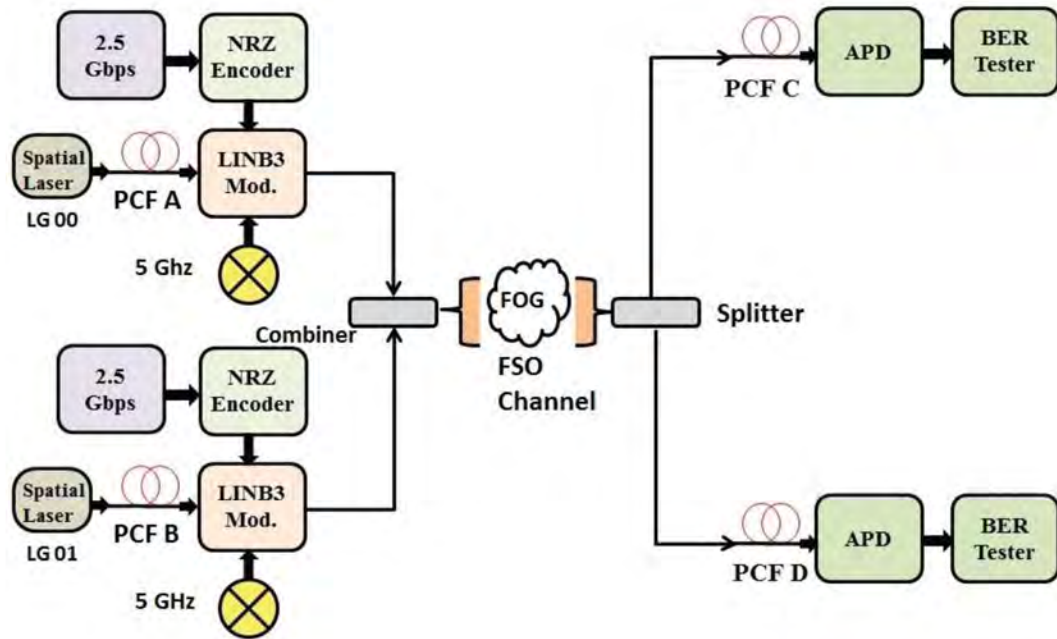 2.5
Gbps
NRZ
Encoder
Spatial
Laser
LG 00
PCF A
LINB3
Mod.
5 Ghz
Combiner
2.5
Gbps
NRZ
Encoder
Spatial
Laser
LG 01
PCF B
LINB3
Mod.
5 GHz
FOG
FSO
Channel
Splitter
PCF C
APD
BER
Tester
PCF D
APD
BER
Tester